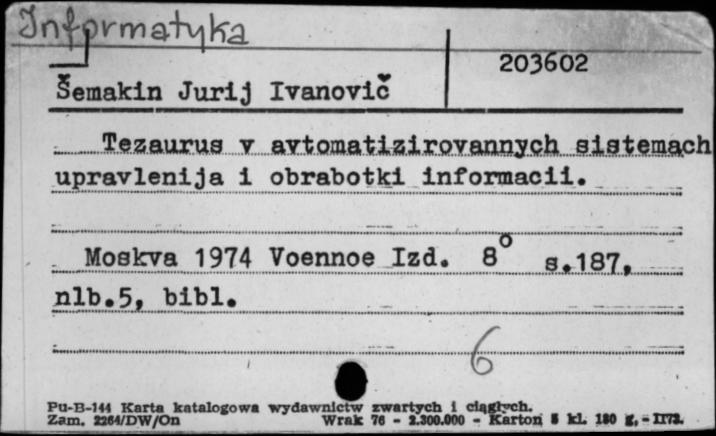 Informatyka
203602
Šemakin Jurij Ivanovič
Tezaurus v avtomatizirovannych sistemach
upravlenija i obrabotki informacii.
Moskva 1974 Voennoe Izd. 8° s.187,
nlb.5, bibl.
6
Pu-B-144 Karta katalogowa wydawnictw zwartych i ciągłych.
Zam. 2264/DW/On Wrak 76 - 2.300.000 - Karton 5 kl. 180 g,